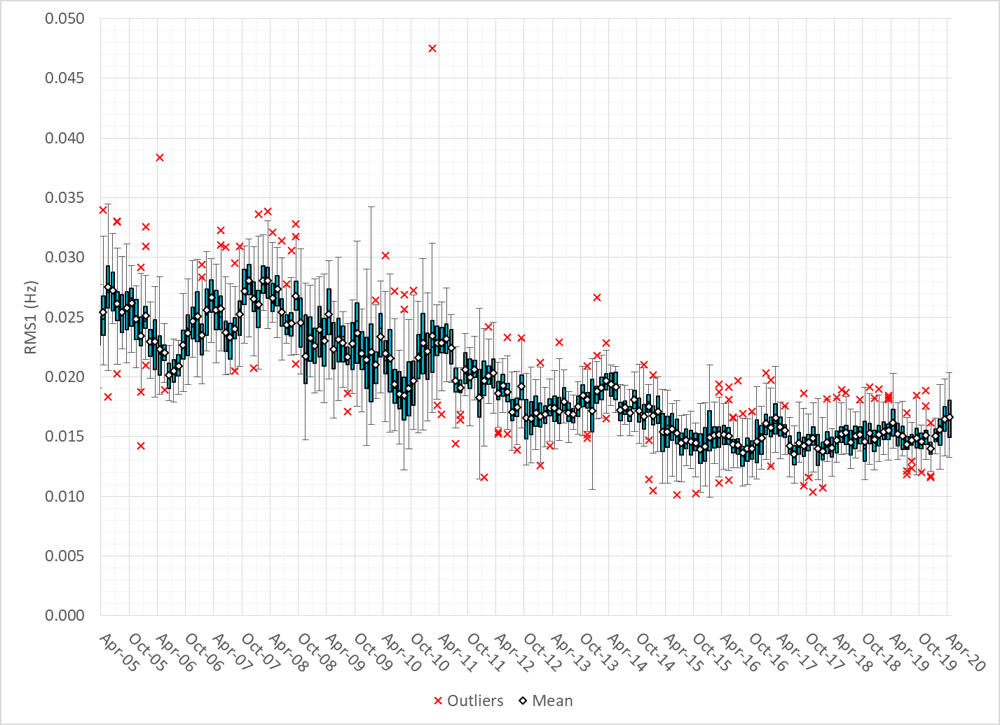 0.050
0.045
0.040
0.035
0.030
0.025
0.020
0.015
0.010
0.005
0.000
RMS1 (Hz)
Apr-05
Oct-05
Apr-06
Oct-06
Apr-07
Oct-07
Apr-08
Oct-08
Apr-09
Oct-09
Apr-10
Oct-10
Apr-11
Oct-11
Apr-12
Oct-12
Apr-13
Oct-13
Apr-14
Oct-14
Apr-15
Oct-15
Apr-16
Oct-16
Apr-17
Oct-17
Apr-18
Oct-18
Apr-19
Oct-19
Apr-20
Outliers Mean